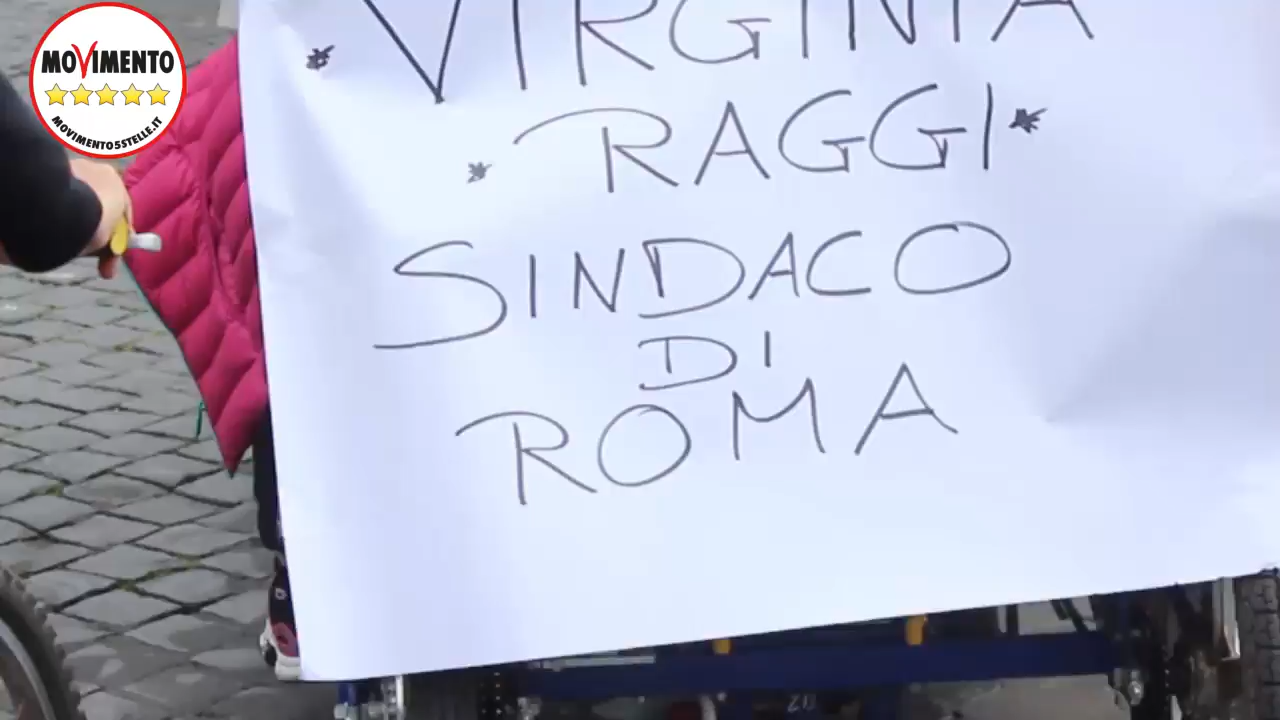 MOVIMENTO
MOVIMENTO5STELLE.IT
VIRGINIA
RAGGI
SINDACO
DI
ROMA